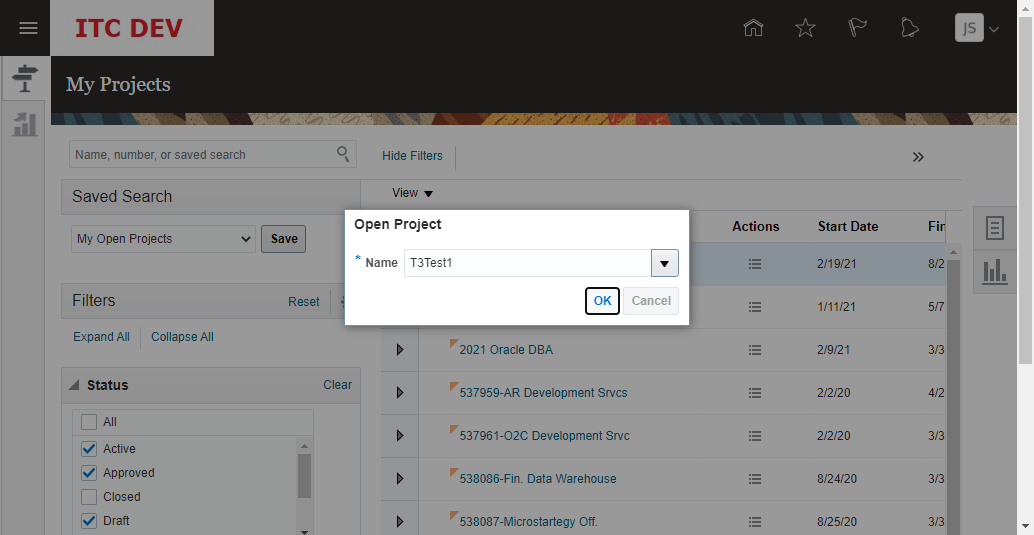 ITC DEV
JS
My Projects
Name, number, or saved search
Hide Filters
View
Saved Search
My Open Projects
Save
Filters
Reset
Expand All
Collapse All
Status
Clear
All
Active
Approved
Closed
Draft
Open Project
* Name T3Test1
OK Cancel
Actions Start Date Fin
2/19/21 8/2
1/11/21 5/7
2021 Oracle DBA 2/9/21 3/3
537959-AR Development Srvcs 2/2/20 4/2
537961-O2C Development Srvc 2/2/20 3/3
538086-Fin. Data Warehouse 8/24/20 3/3
538087-Microstartegy Off. 8/25/20 3/3